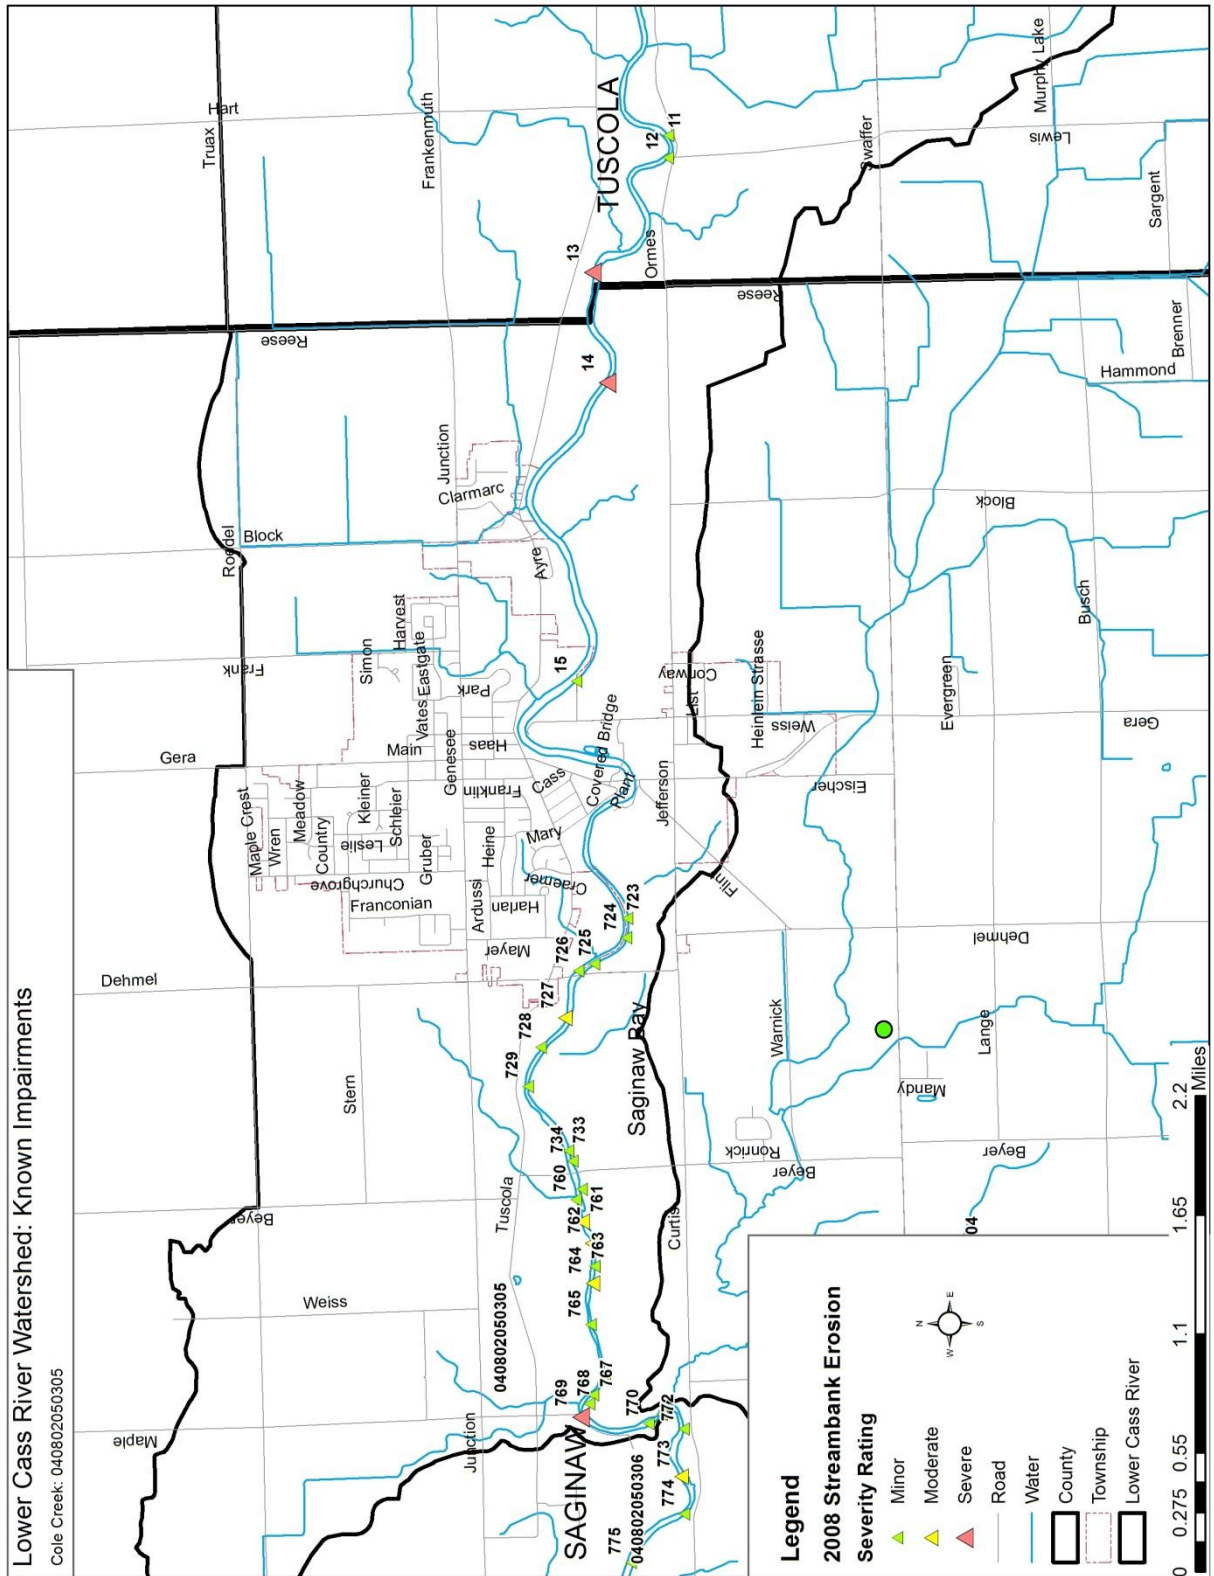 Lower Cass River Watershed: Known Impairments
Cole Creek: 040802050305
Maple
Beyer
Dehmel
Gera
Frank
Roedel
Block
Reese
Truax
Hart
Weiss
Stern
Maple Crest
Wren
Meadow
Country
Churchgrove
Franconian
Leslie
Kleiner
Schleier
Gruber
Simon
Harvest
Main
Vates
Eastgate
Junction
Frankenmuth
Junction
Genesee
Park
Clarmarc
Haas
Franklin
Heine
Ardussi
Harlan
Mayer
Mary
Craemer
Cass
Ayre
Tuscola
Covered Bridge
Plant
TUSCOLA
SAGINAW
040802050305
040802050306
11
12
13
14
15
723
724
725
726
727
728
729
733
734
760
761
762
763
764
765
767
768
769
770
772
773
774
775
Ormes
Reese
Swaffer
Lewis
Murphy Lake
Sargent
Brenner
Hammond
Saginaw Bay
Curtis
Jefferson
Flint
List
Conway
Heinlein Strasse
Weiss
Block
Busch
Evergreen
Gera
Eischer
Dehmel
Warnick
Lange
Mandy
Ronrick
Beyer
Beyer
04
Legend
2008 Streambank Erosion
Severity Rating
Minor
Moderate
Severe
Road
Water
County
Township
Lower Cass River
N
W
E
S
0
0.275
0.55
1.1
1.65
2.2
Miles